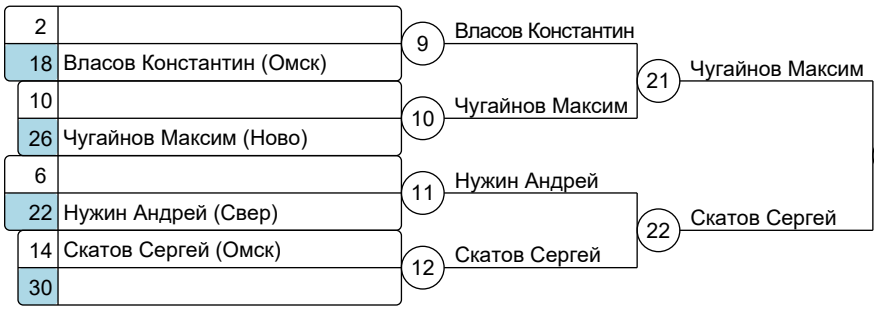 2
18 Власов Константин (Омск)
10
26 Чугайнов Максим (Ново)
6
22 Нужин Андрей (Свер)
14 Скатов Сергей (Омск)
30
9 Власов Константин
10 Чугайнов Максим
11 Нужин Андрей
12 Скатов Сергей
21 Чугайнов Максим
22 Скатов Сергей